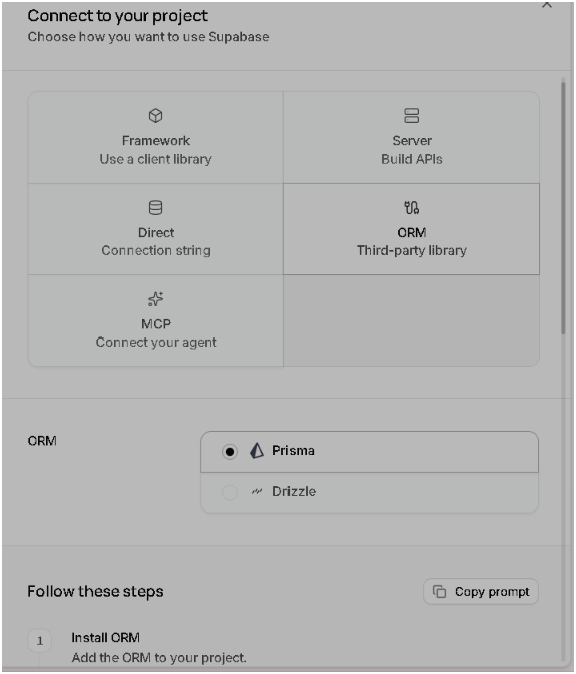 Connect to your project
Choose how you want to use Supabase
Framework
Use a client library
Server
Build APIs
Direct
Connection string
ORM
Third-party library
MCP
Connect your agent
ORM
Prisma
Drizzle
Follow these steps
Copy prompt
1
Install ORM
Add the ORM to your project.